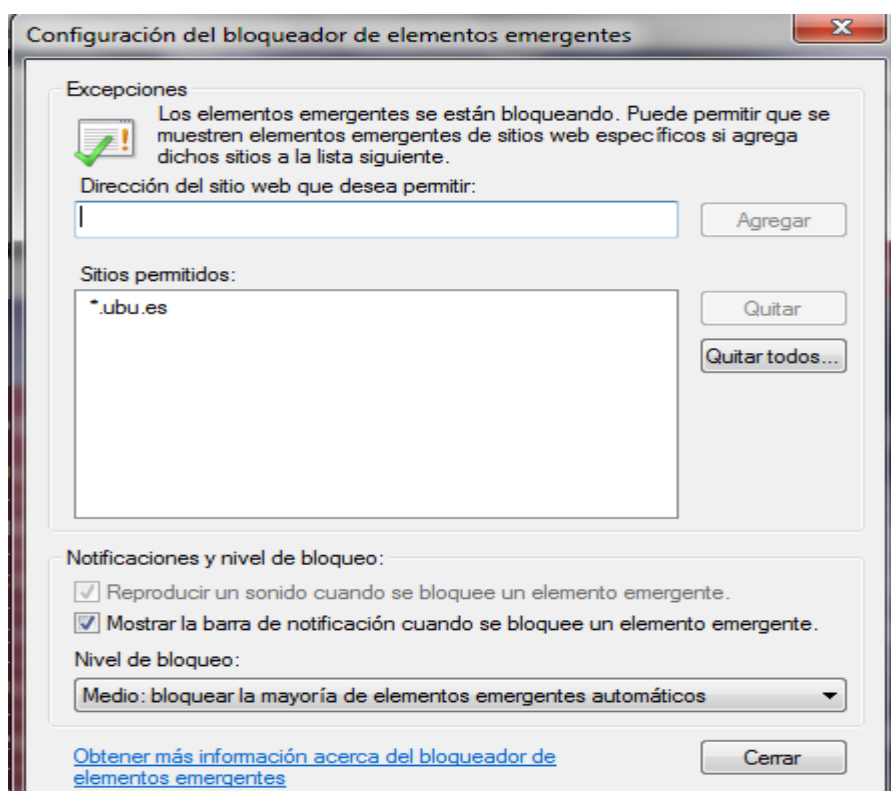 Configuración del bloqueador de elementos emergentes
Excepciones
Los elementos emergentes se están bloqueando. Puede permitir que se
muestren elementos emergentes de sitios web específicos si agrega
dichos sitios a la lista siguiente.
Dirección del sitio web que desea permitir:
Agregar
Sitios permitidos:
*.ubu.es
Quitar
Quitar todos...
Notificaciones y nivel de bloqueo:
Reproducir un sonido cuando se bloquee un elemento emergente.
Mostrar la barra de notificación cuando se bloquee un elemento emergente.
Nivel de bloqueo:
Medio: bloquear la mayoría de elementos emergentes automáticos
Obtener más información acerca del bloqueador de
elementos emergentes
Cerrar